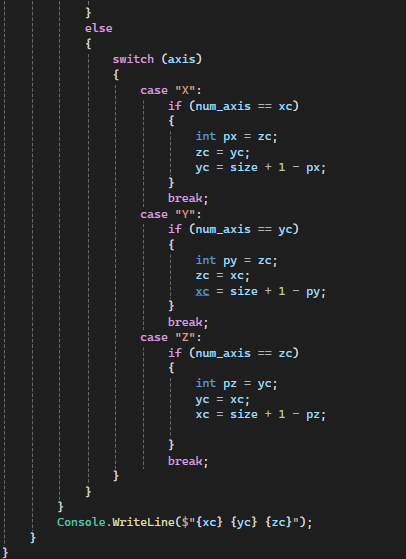 }
else
{
switch (axis)
{
case "X":
if (num_axis == xc)
{
int px = zc;
zc = yc;
yc = size + 1 - px;
}
break;
case "Y":
if (num_axis == yc)
{
int py = zc;
zc = xc;
xc = size + 1 - py;
}
break;
case "Z":
if (num_axis == zc)
{
int pz = yc;
yc = xc;
xc = size + 1 - pz;
}
break;
}
}
}
Console.WriteLine($"{xc} {yc} {zc}");
}
}